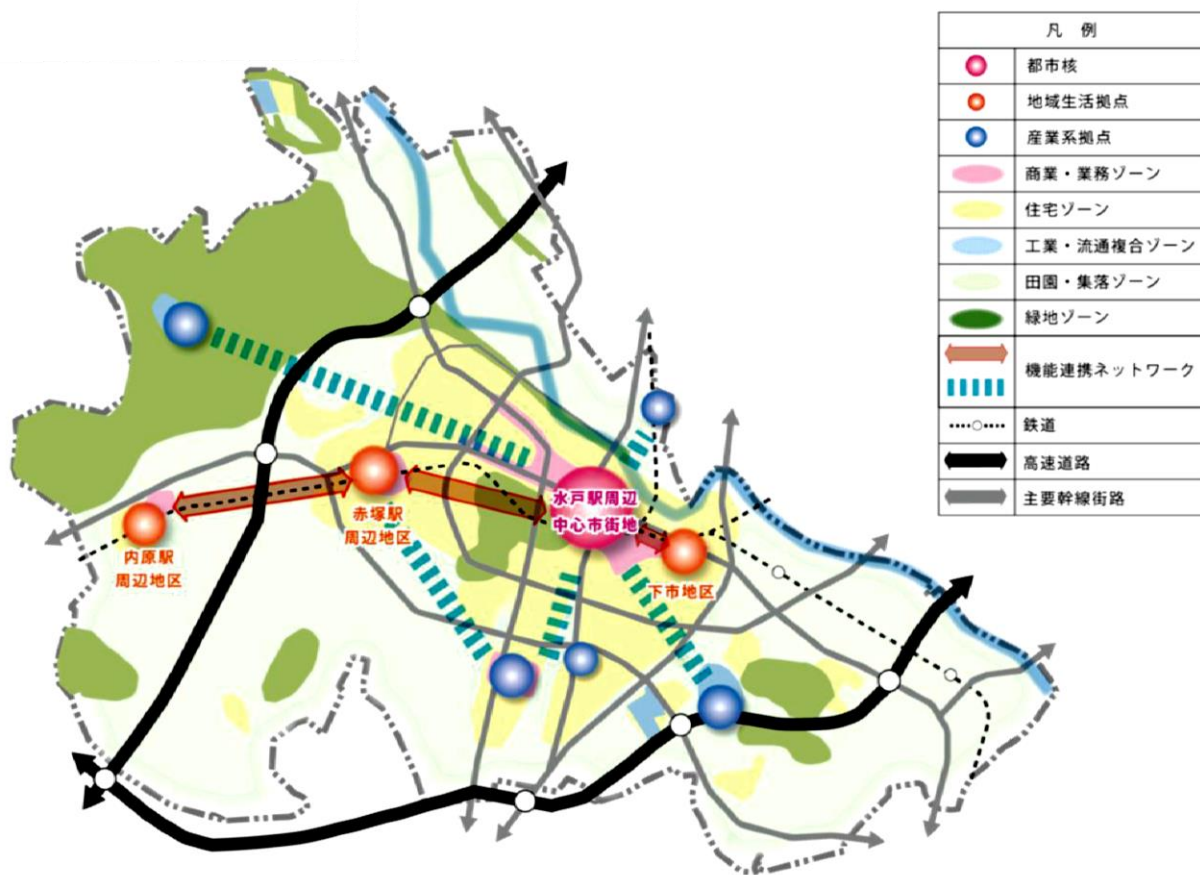 凡 例
都市核
地域生活拠点
産業系拠点
商業・業務ゾーン
住宅ゾーン
工業・流通複合ゾーン
田園・集落ゾーン
緑地ゾーン
機能連携ネットワーク
鉄道
高速道路
主要幹線街路
水戸駅周辺
中心市街地
赤塚駅
周辺地区
内原駅
周辺地区
下市地区